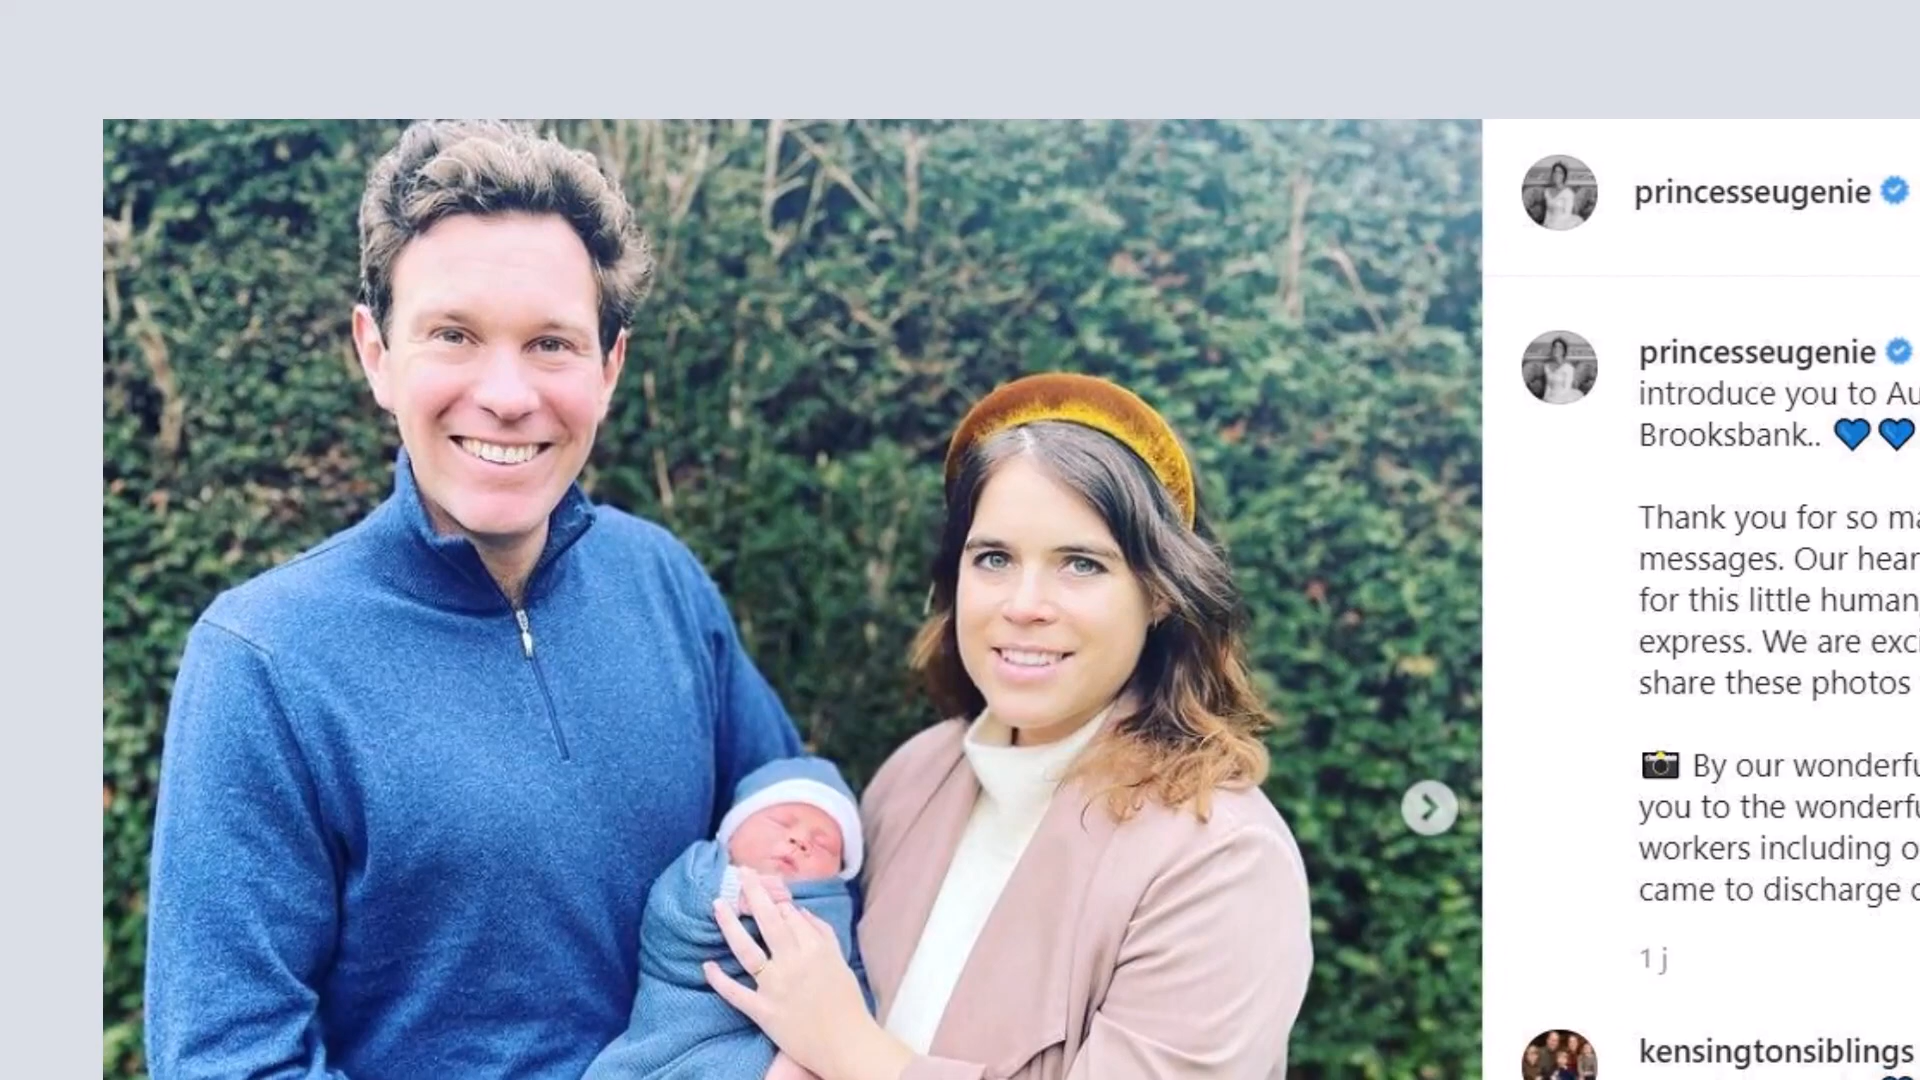 princesseugenie
princesseugenie
introduce you to Au
Brooksbank.. 💙💙
Thank you for so ma
messages. Our hear
for this little human
express. We are exci
share these photos
📷 By our wonderfu
you to the wonderfu
workers including o
came to discharge o
1 j
kensingtonsiblings